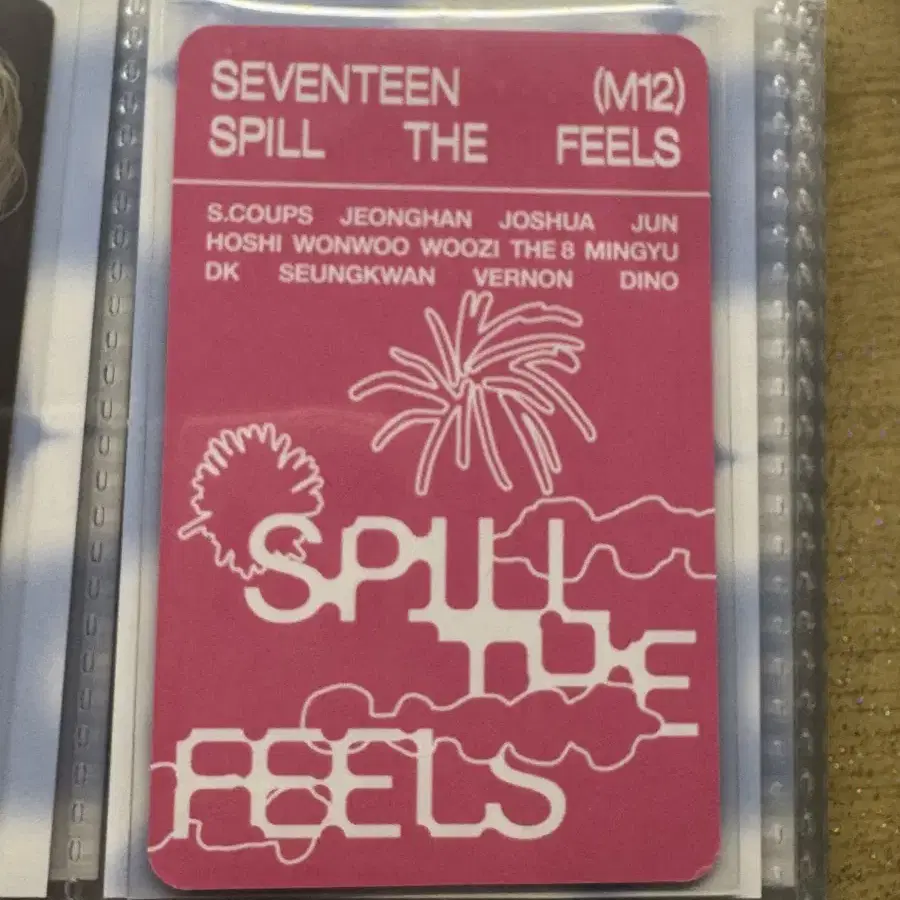 SEVENTEEN (M12)
SPILL THE FEELS
S.COUPS JEONGHAN JOSHUA JUN
HOSHI WONWOO WOOZI THE 8 MINGYU
DK SEUNGKWAN VERNON DINO
SPILL
THE
FEELS